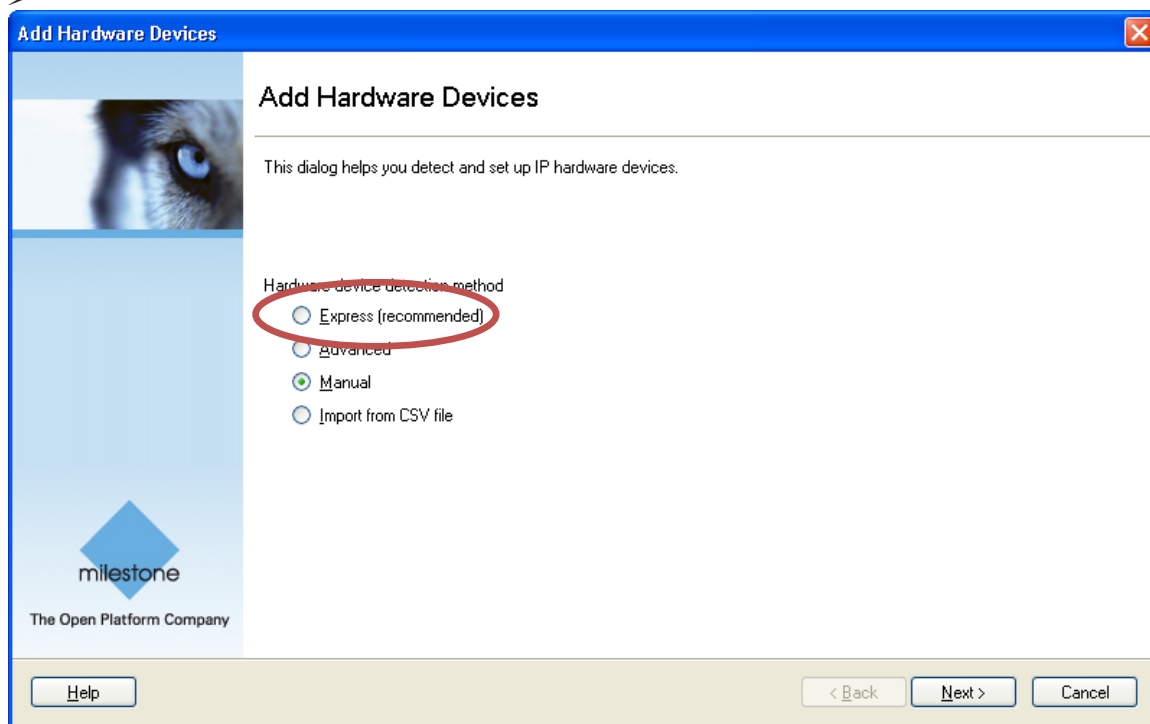 Add Hardware Devices
Add Hardware Devices
This dialog helps you detect and set up IP hardware devices.
Hardware device detection method
Express (recommended)
Advanced
Manual
Import from CSV file
milestone
The Open Platform Company
Help
< Back
Next >
Cancel